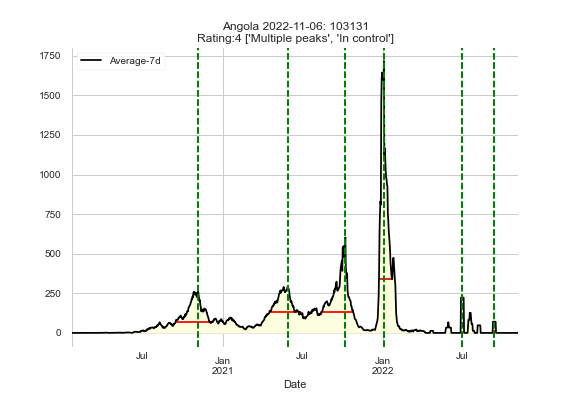 Angola 2022-11-06: 103131
Rating:4 ['Multiple peaks', 'In control']
Average-7d
1750
1500
1250
1000
750
500
250
0
Jul
Jan
2021
Jul
Jan
2022
Jul
Date